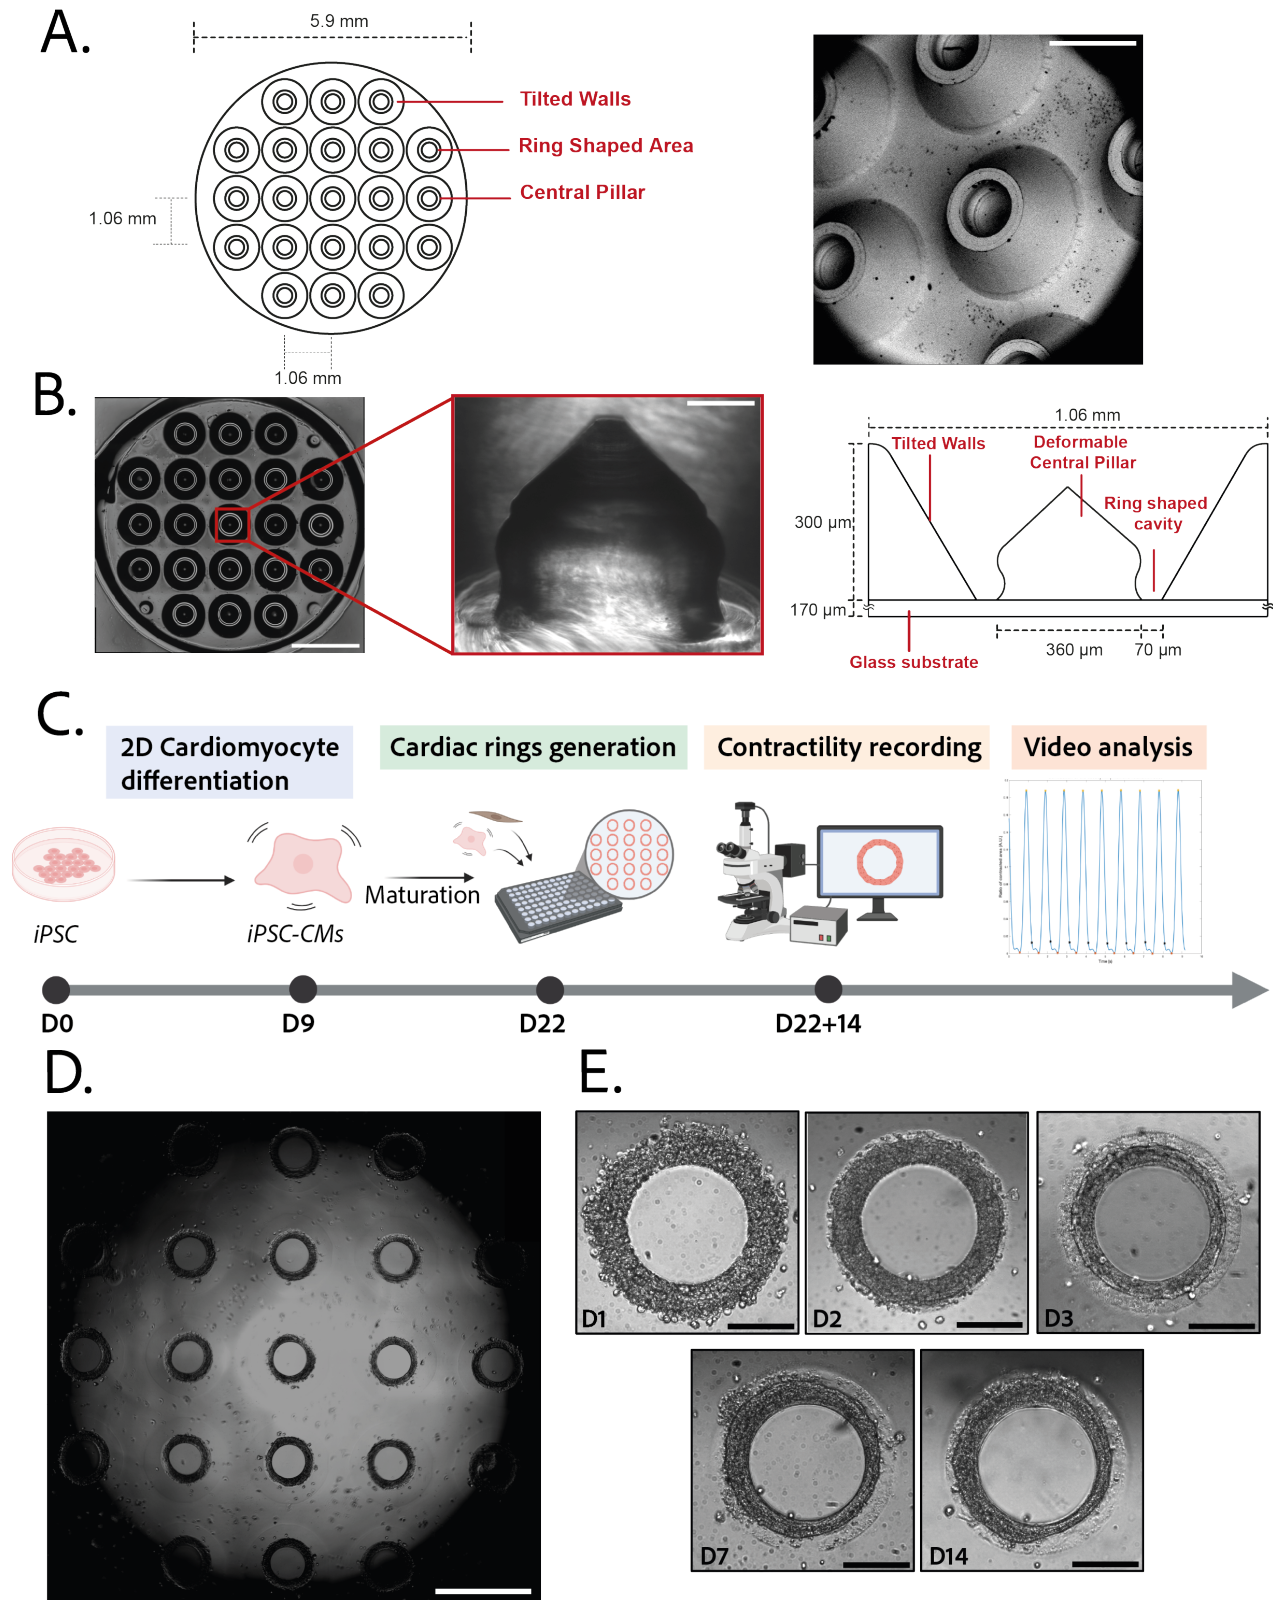 A.
5.9 mm
Tilted Walls
Ring Shaped Area
Central Pillar
1.06 mm
1.06 mm
B.
1.06 mm
Tilted Walls
Deformable
Central Pillar
Ring shaped
cavity
300 µm
170 µm
360 µm
70 µm
Glass substrate
C.
2D Cardiomyocyte
differentiation
Cardiac rings generation
Contractility recording
Video analysis
Maturation
iPSC
iPSC-CMs
Time [s]
D0
D9
D22
D22+14
D.
E.
D1
D2
D3
D7
D14